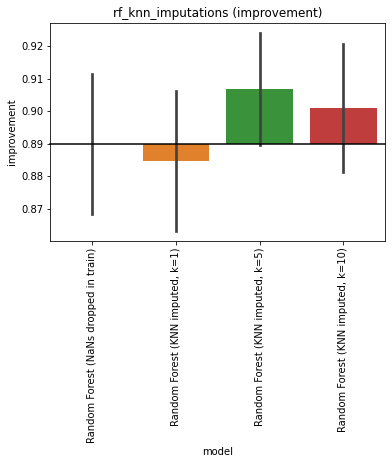 rf_knn_imputations (improvement)
improvement
0.92
0.91
0.90
0.89
0.88
0.87
Random Forest (NaNs dropped in train)
Random Forest (KNN imputed, k=1)
Random Forest (KNN imputed, k=5)
Random Forest (KNN imputed, k=10)
model